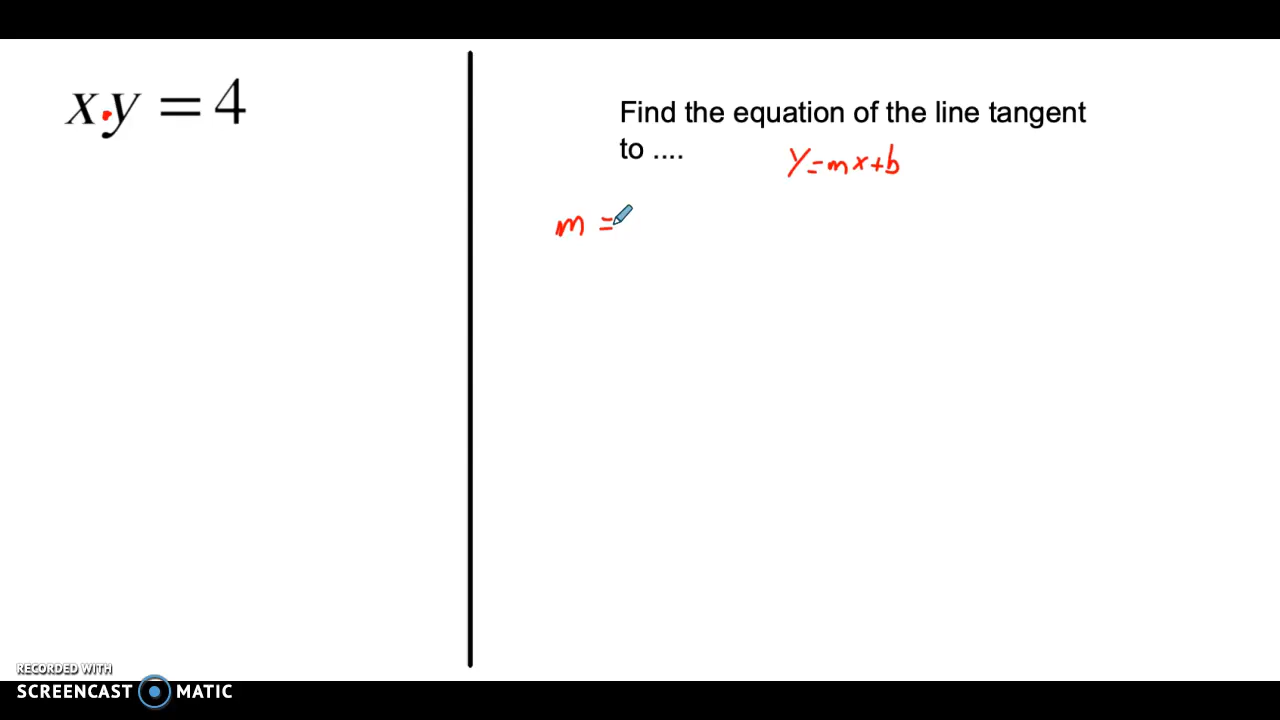 x·y = 4
Find the equation of the line tangent
to ....
y=mx+b
m =
RECORDED WITH
SCREENCAST MATIC